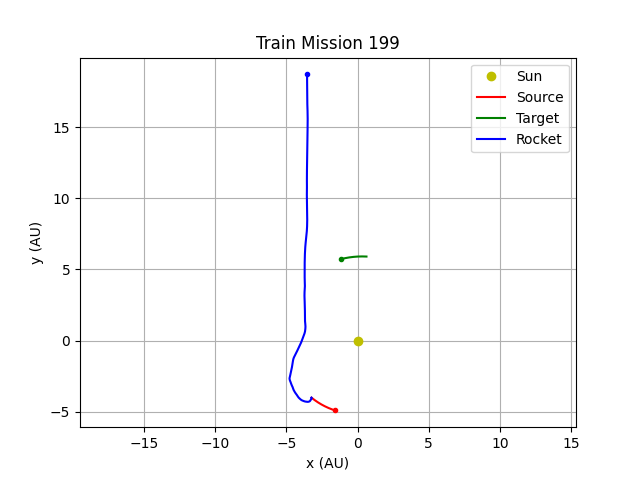 Train Mission 199
Sun
Source
Target
Rocket
15
10
5
0
−5
y (AU)
−15
−10
−5
0
5
10
15
x (AU)